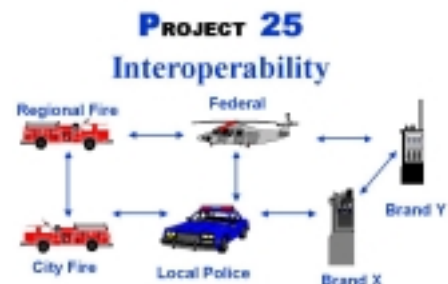 PROJECT 25
Interoperability
Regional Fire
Federal
Brand Y
City Fire
Local Police
Brand X